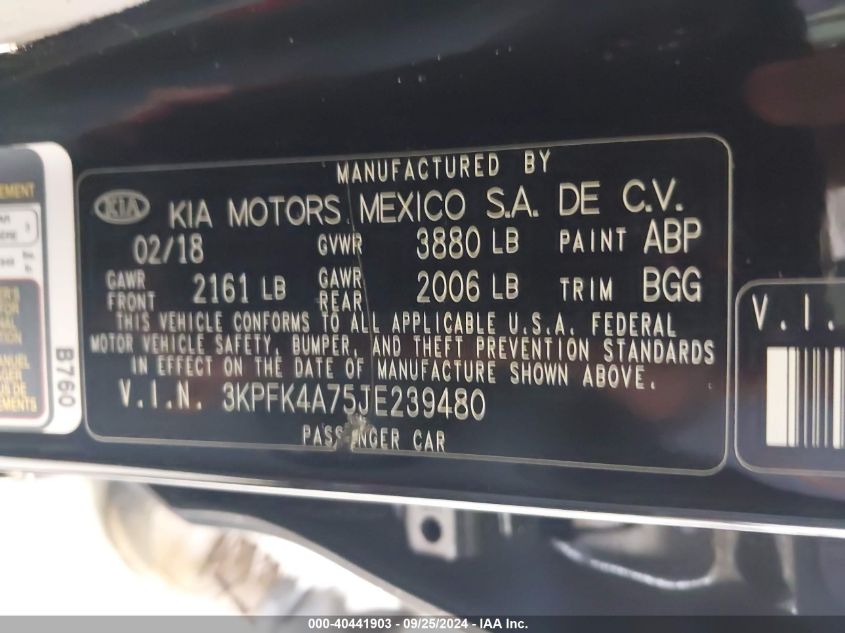 MANUFACTURED BY
KIA KIA MOTORS MEXICO S.A. DE C.V.
02/18 GVWR 3880 LB PAINT ABP
GAWR FRONT 2161 LB GAWR REAR 2006 LB TRIM BGG
THIS VEHICLE CONFORMS TO ALL APPLICABLE U.S.A. FEDERAL
MOTOR VEHICLE SAFETY, BUMPER, AND THEFT PREVENTION STANDARDS
IN EFFECT ON THE DATE OF MANUFACTURE SHOWN ABOVE.
V.I.N. 3KPFK4A75JE239480
PASSENGER CAR
B760
V.I.
000-40441903 - 09/25/2024 - IAA Inc.